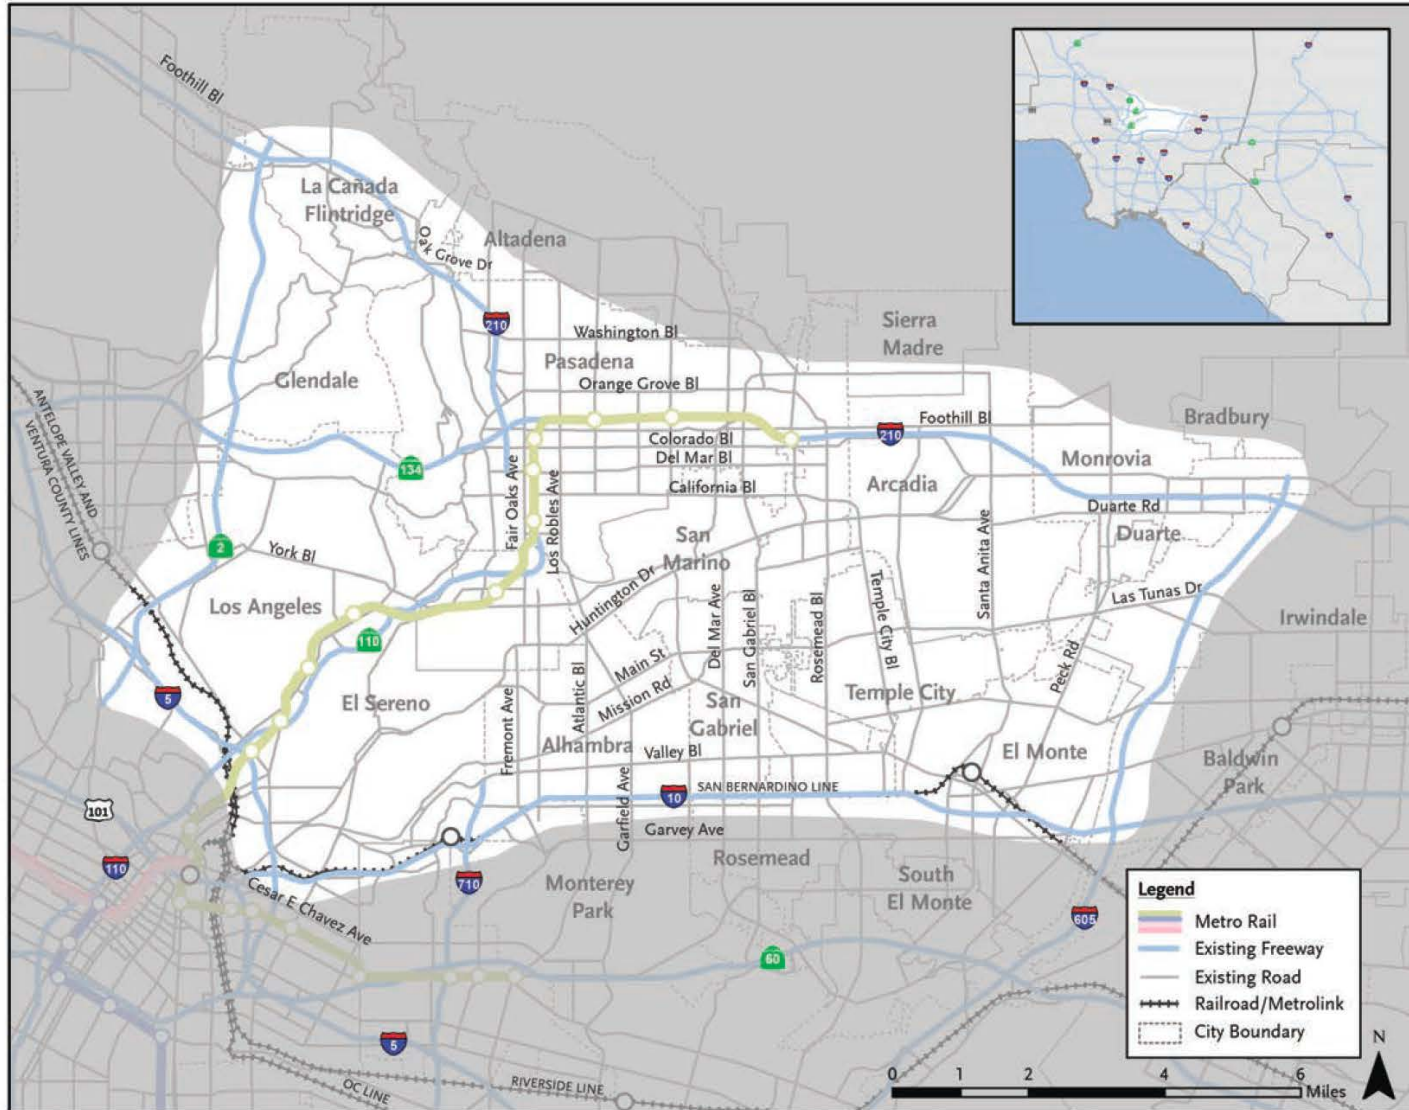 Foothill Bl
La Cañada
Flintridge
Altadena
Oak Grove Dr
210
Washington Bl
Sierra
Madre
Pasadena
Glendale
Orange Grove Bl
Bradbury
Foothill Bl
210
ANTELOPE VALLEY AND
VENTURA COUNTY LINES
134
Colorado Bl
Del Mar Bl
California Bl
Monrovia
Arcadia
Duarte Rd
Duarte
Fair Oaks Ave
Los Robles Ave
2
York Bl
San
Marino
Los Angeles
Huntington Dr
Del Mar Ave
San Gabriel Bl
Rosemead Bl
Temple City Bl
Santa Anita Ave
Las Tunas Dr
Irwindale
110
Main St
Mission Rd
Peck Rd
5
El Sereno
Fremont Ave
Atlantic Bl
San
Gabriel
Temple City
Alhambra
Valley Bl
El Monte
Baldwin
Park
Garfield Ave
10
SAN BERNARDINO LINE
101
Garvey Ave
110
Rosemead
710
Cesar E Chavez Ave
Monterey
Park
South
El Monte
605
60
5
OC LINE
RIVERSIDE LINE
Legend
Metro Rail
Existing Freeway
Existing Road
Railroad/Metrolink
City Boundary
N
0 1 2 4 6
Miles